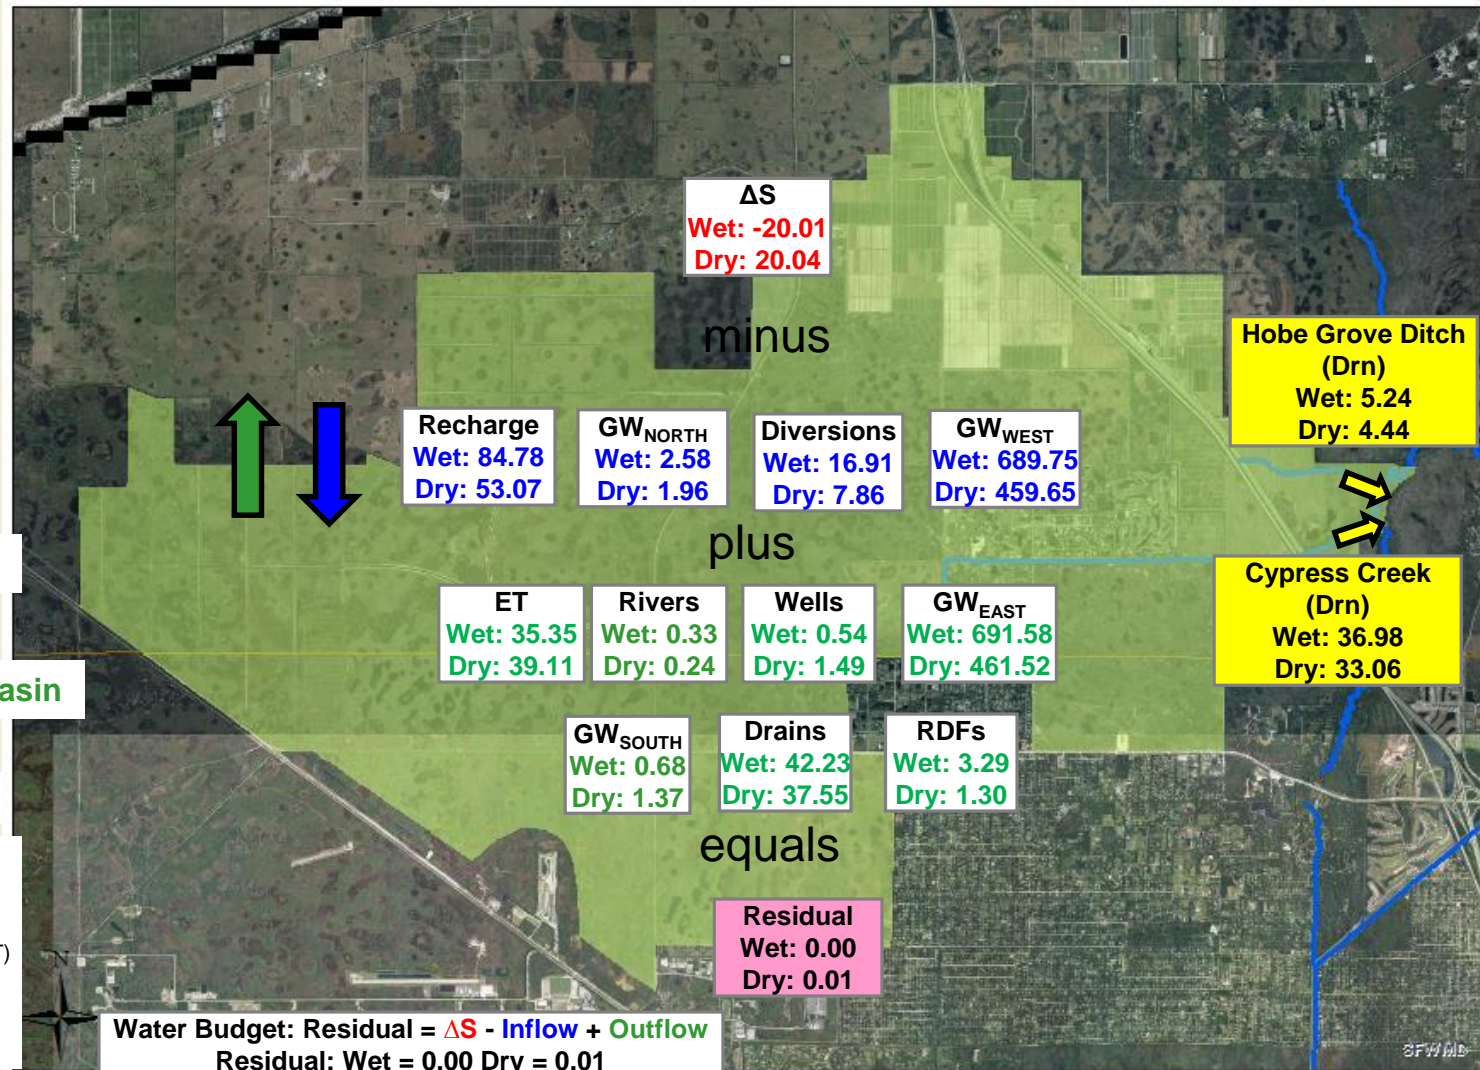 ΔS
Wet: -20.01
Dry: 20.04
minus
Hobe Grove Ditch
(Drn)
Wet: 5.24
Dry: 4.44
Recharge
Wet: 84.78
Dry: 53.07
GW_NORTH
Wet: 2.58
Dry: 1.96
Diversions
Wet: 16.91
Dry: 7.86
GW_WEST
Wet: 689.75
Dry: 459.65
plus
Cypress Creek
(Drn)
Wet: 36.98
Dry: 33.06
ET
Wet: 35.35
Dry: 39.11
Rivers
Wet: 0.33
Dry: 0.24
Wells
Wet: 0.54
Dry: 1.49
GW_EAST
Wet: 691.58
Dry: 461.52
asin
GW_SOUTH
Wet: 0.68
Dry: 1.37
Drains
Wet: 42.23
Dry: 37.55
RDFs
Wet: 3.29
Dry: 1.30
equals
Residual
Wet: 0.00
Dry: 0.01
T)
N
Water Budget: Residual = ΔS - Inflow + Outflow
Residual: Wet = 0.00 Dry = 0.01
SFWMD